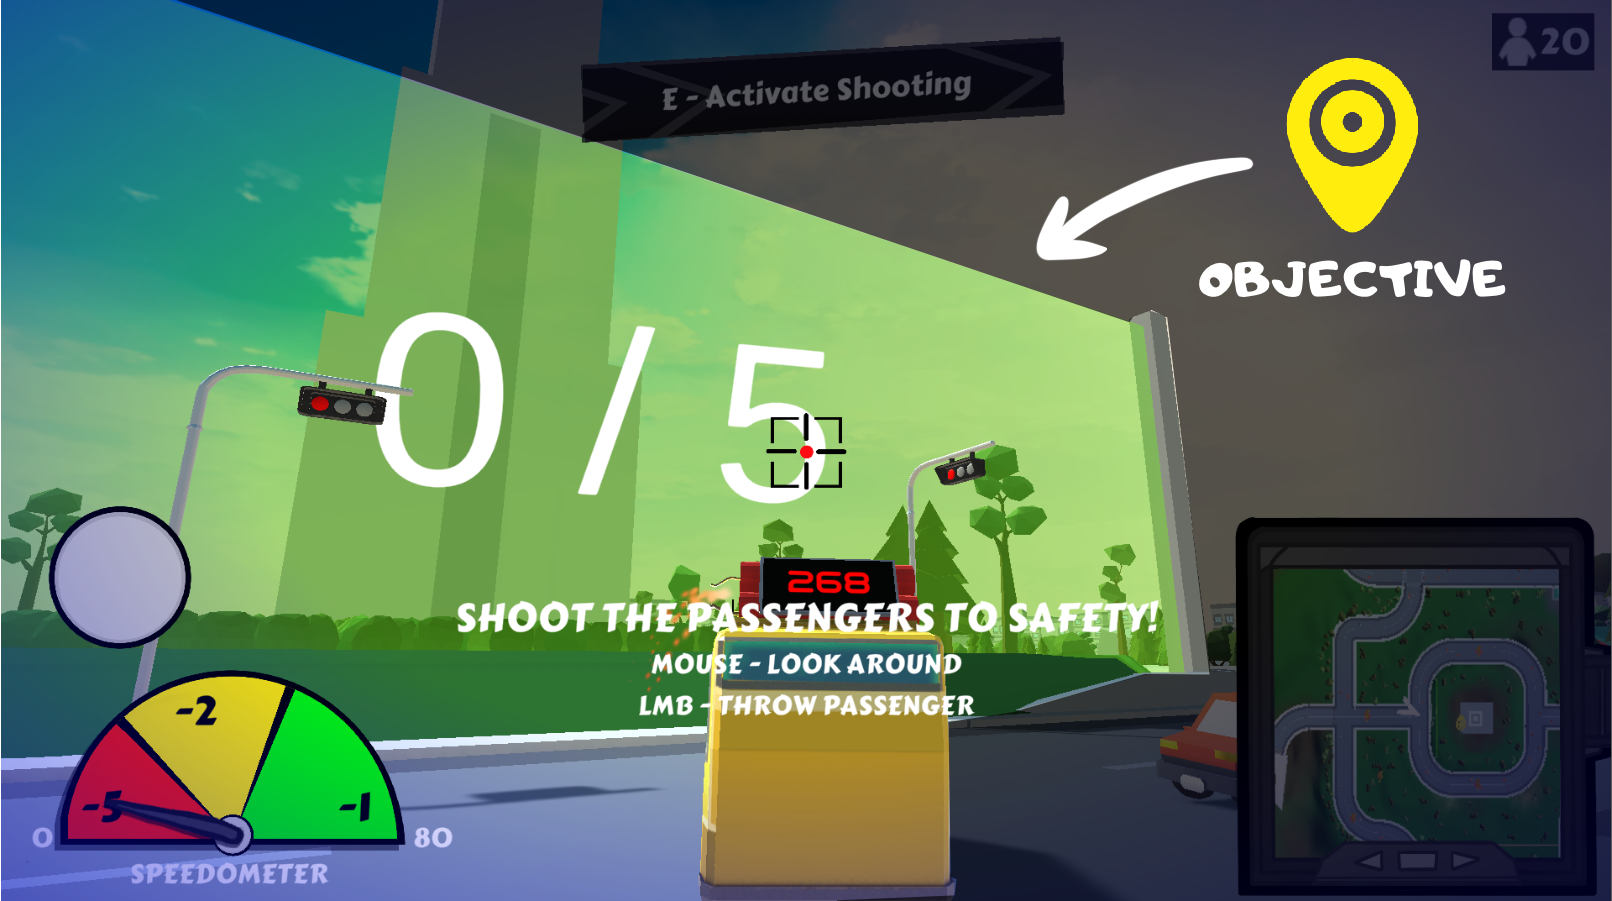 20
E - Activate Shooting
OBJECTIVE
0 / 5
268
SHOOT THE PASSENGERS TO SAFETY!
MOUSE - LOOK AROUND
LMB - THROW PASSENGER
-2
-5
-1
0
80
SPEEDOMETER